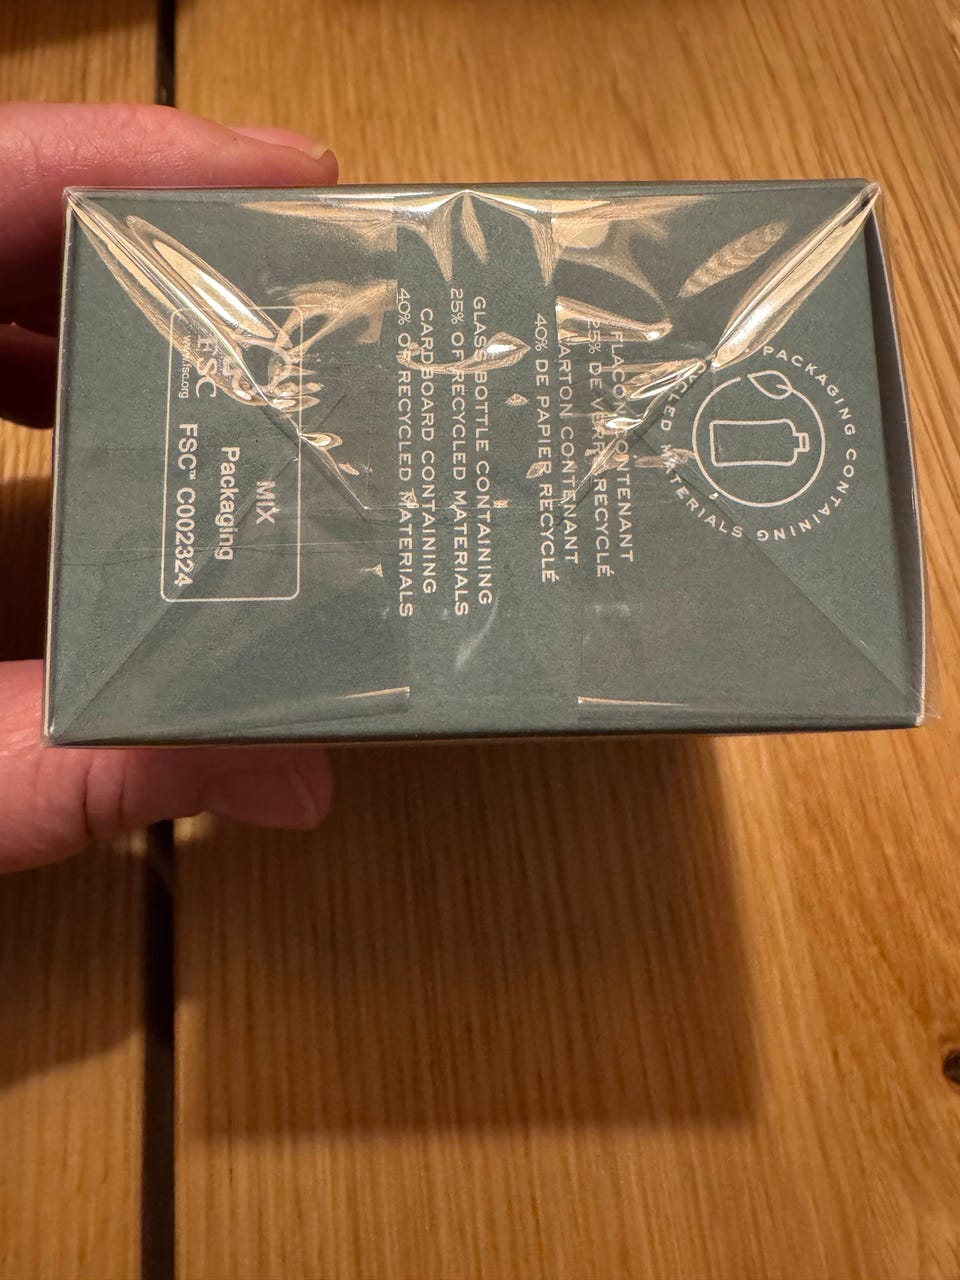 PACKAGING CONTAINING RECYCLED MATERIALS
FLACON CONTENANT
25% DE VERRE RECYCLÉ
CARTON CONTENANT
40% DE PAPIER RECYCLÉ
GLASS BOTTLE CONTAINING
25% OF RECYCLED MATERIALS
CARDBOARD CONTAINING
40% OF RECYCLED MATERIALS
MIX
Packaging
FSC
www.fsc.org
FSC™ C002324